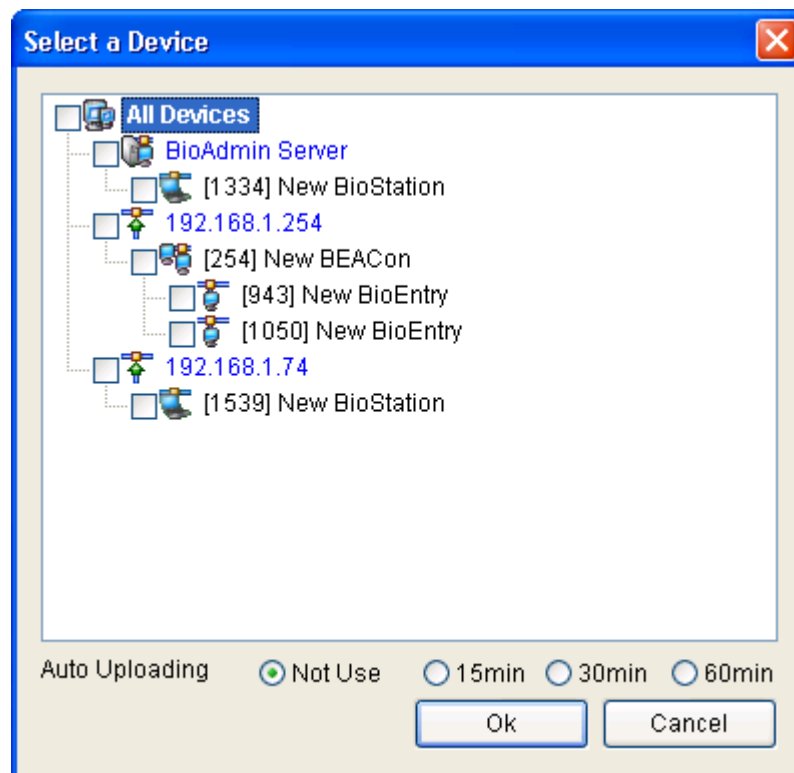 Select a Device
All Devices
BioAdmin Server
[1334] New BioStation
192.168.1.254
[254] New BEACon
[943] New BioEntry
[1050] New BioEntry
192.168.1.74
[1539] New BioStation
Auto Uploading Not Use 15min 30min 60min
Ok Cancel